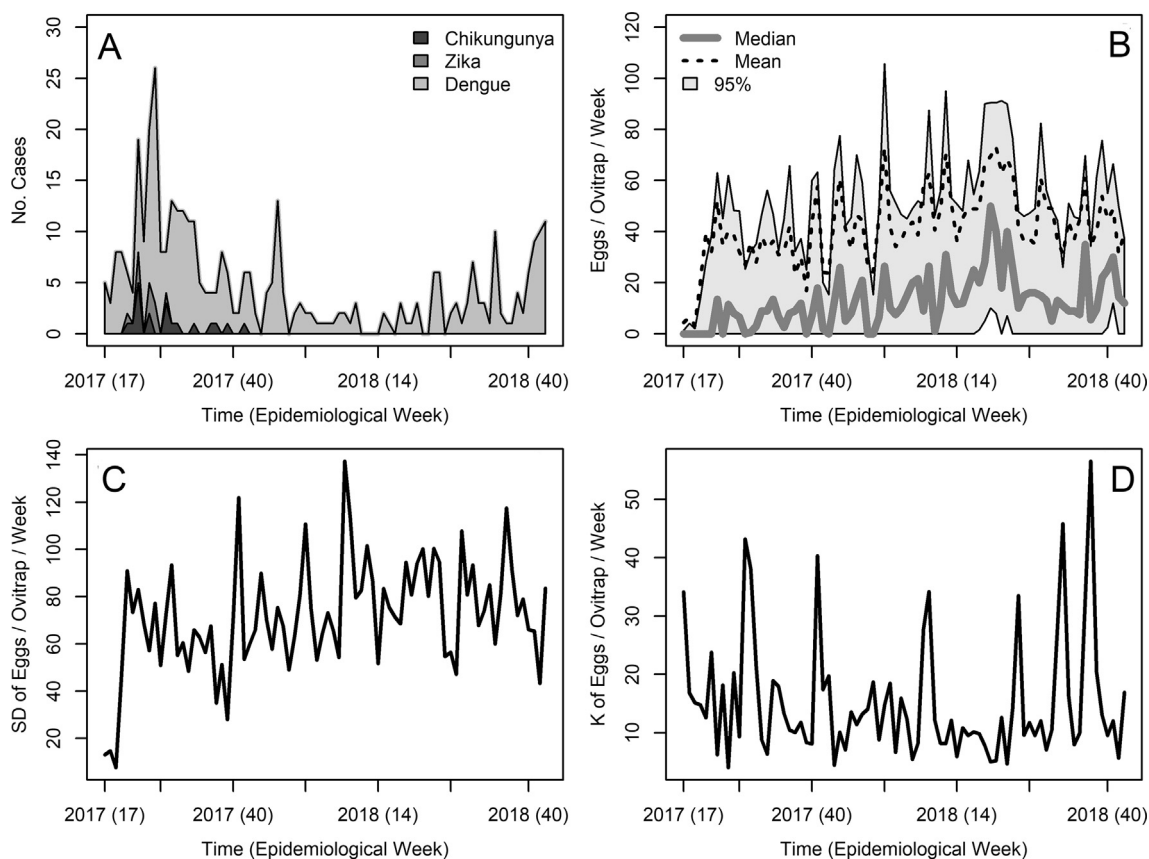 A
Chikungunya
Zika
Dengue
30
25
20
15
10
5
0
No. Cases
2017 (17)
2017 (40)
2018 (14)
2018 (40)
Time (Epidemiological Week)
B
Median
Mean
95%
120
100
80
60
40
20
0
Eggs / Ovitrap / Week
2017 (17)
2017 (40)
2018 (14)
2018 (40)
Time (Epidemiological Week)
C
140
120
100
80
60
40
20
SD of Eggs / Ovitrap / Week
2017 (17)
2017 (40)
2018 (14)
2018 (40)
Time (Epidemiological Week)
D
50
40
30
20
10
K of Eggs / Ovitrap / Week
2017 (17)
2017 (40)
2018 (14)
2018 (40)
Time (Epidemiological Week)